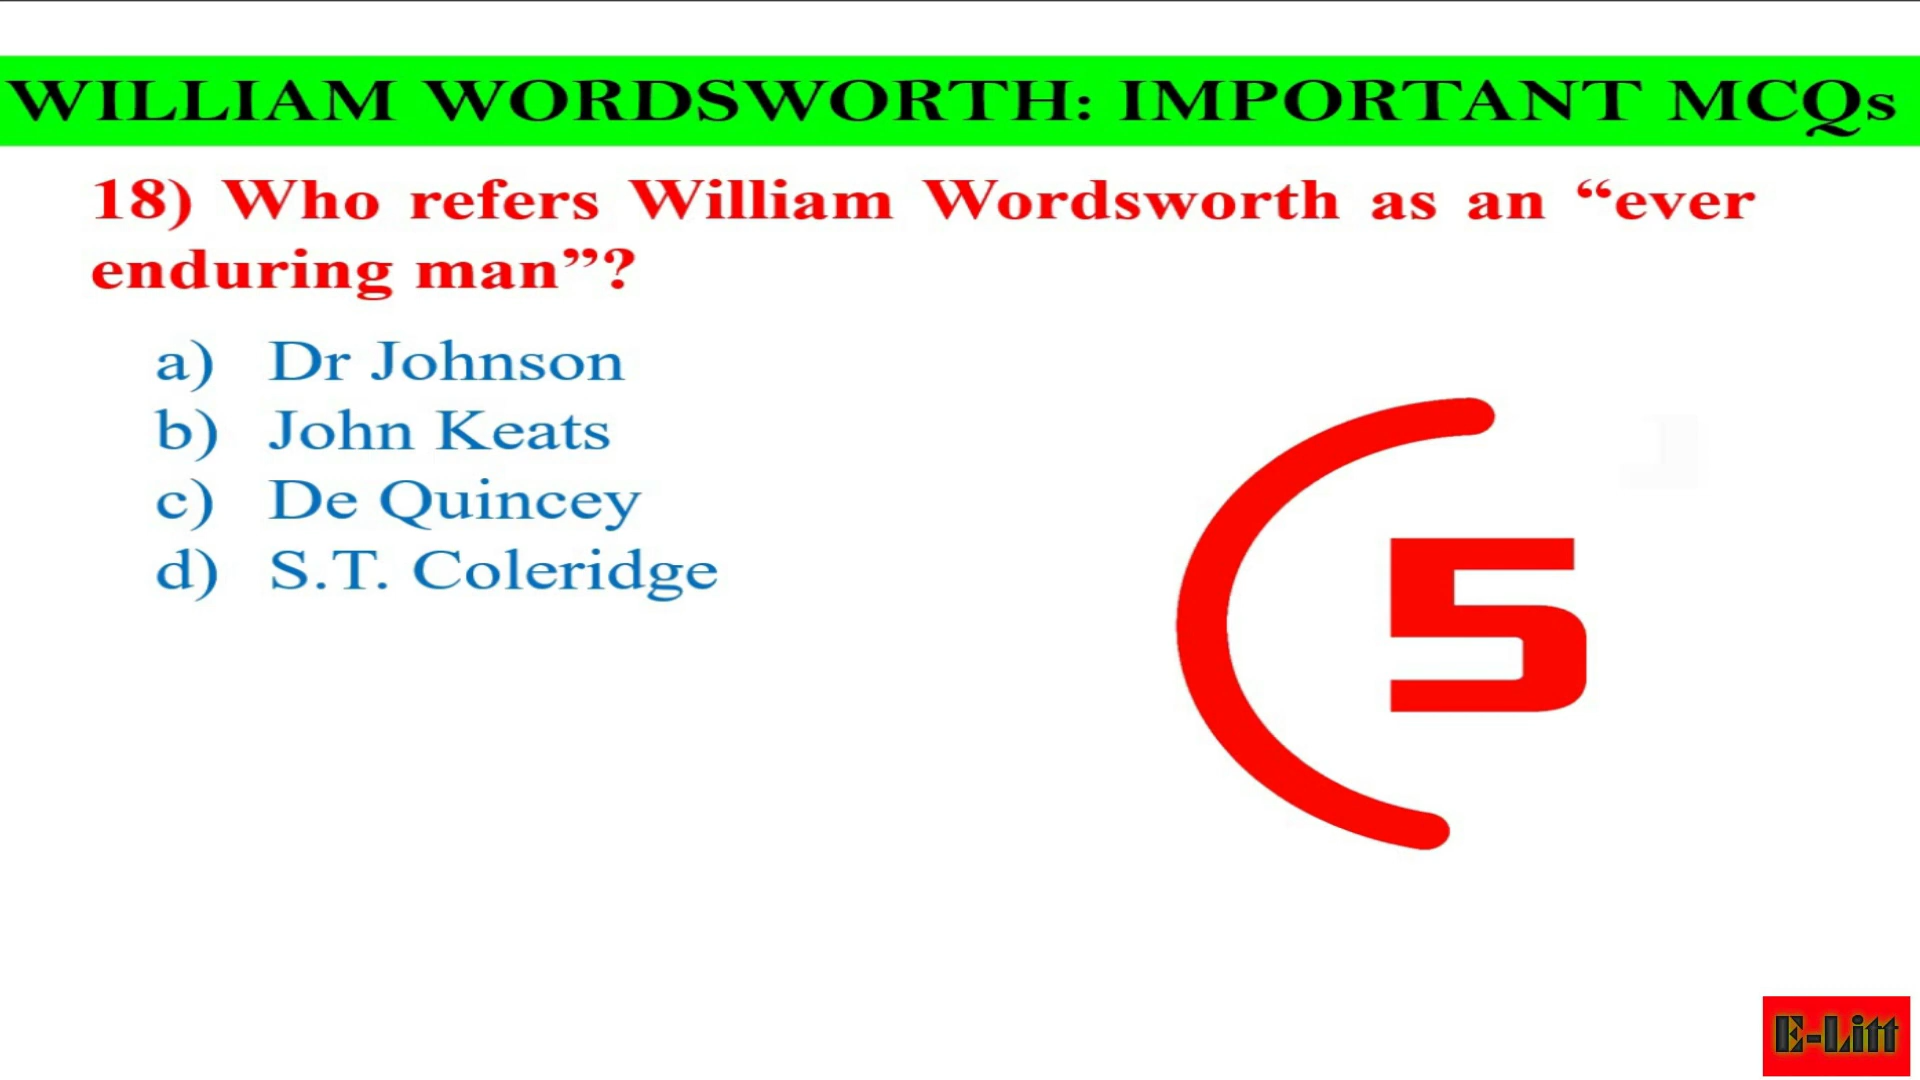 WILLIAM WORDSWORTH: IMPORTANT MCQs
18) Who refers William Wordsworth as an “ever
enduring man”?
a) Dr Johnson
b) John Keats
c) De Quincey
d) S.T. Coleridge
5
E-Litt